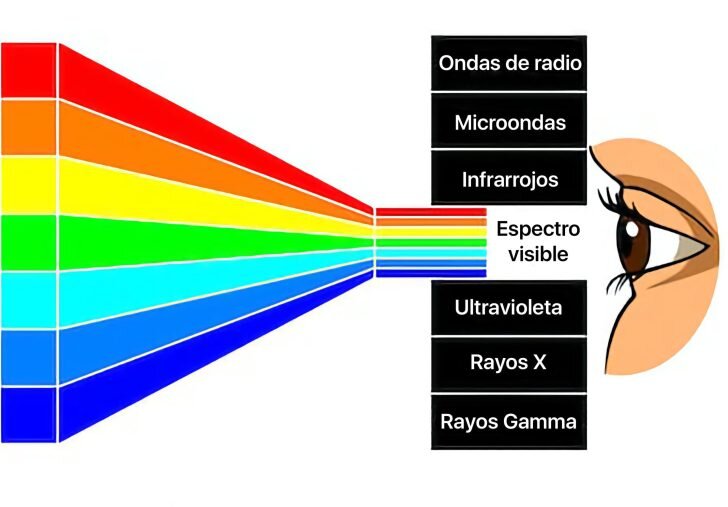 Ondas de radio
Microondas
Infrarrojos
Espectro
visible
Ultravioleta
Rayos X
Rayos Gamma